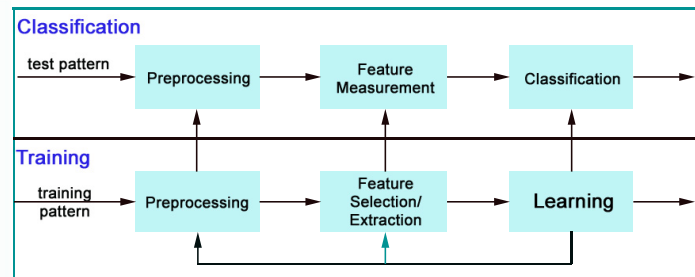 Classification
test pattern
Preprocessing
Feature
Measurement
Classification
Training
training
pattern
Preprocessing
Feature
Selection/
Extraction
Learning